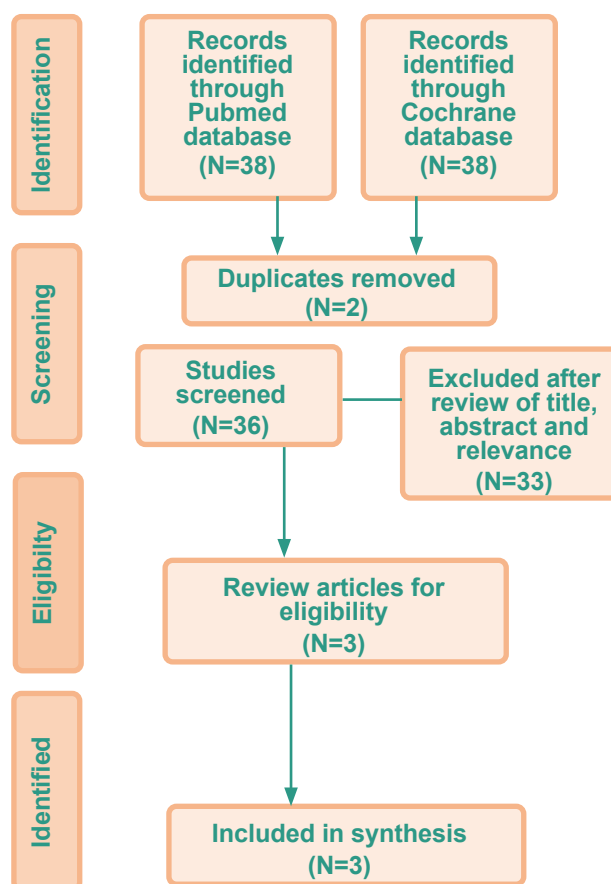 Identification
Records
identified
through
Pubmed
database
(N=38)
Records
identified
through
Cochrane
database
(N=38)
Screening
Duplicates removed
(N=2)
Studies
screened
(N=36)
Excluded after
review of title,
abstract and
relevance
(N=33)
Eligibilty
Review articles for
eligibility
(N=3)
Identified
Included in synthesis
(N=3)